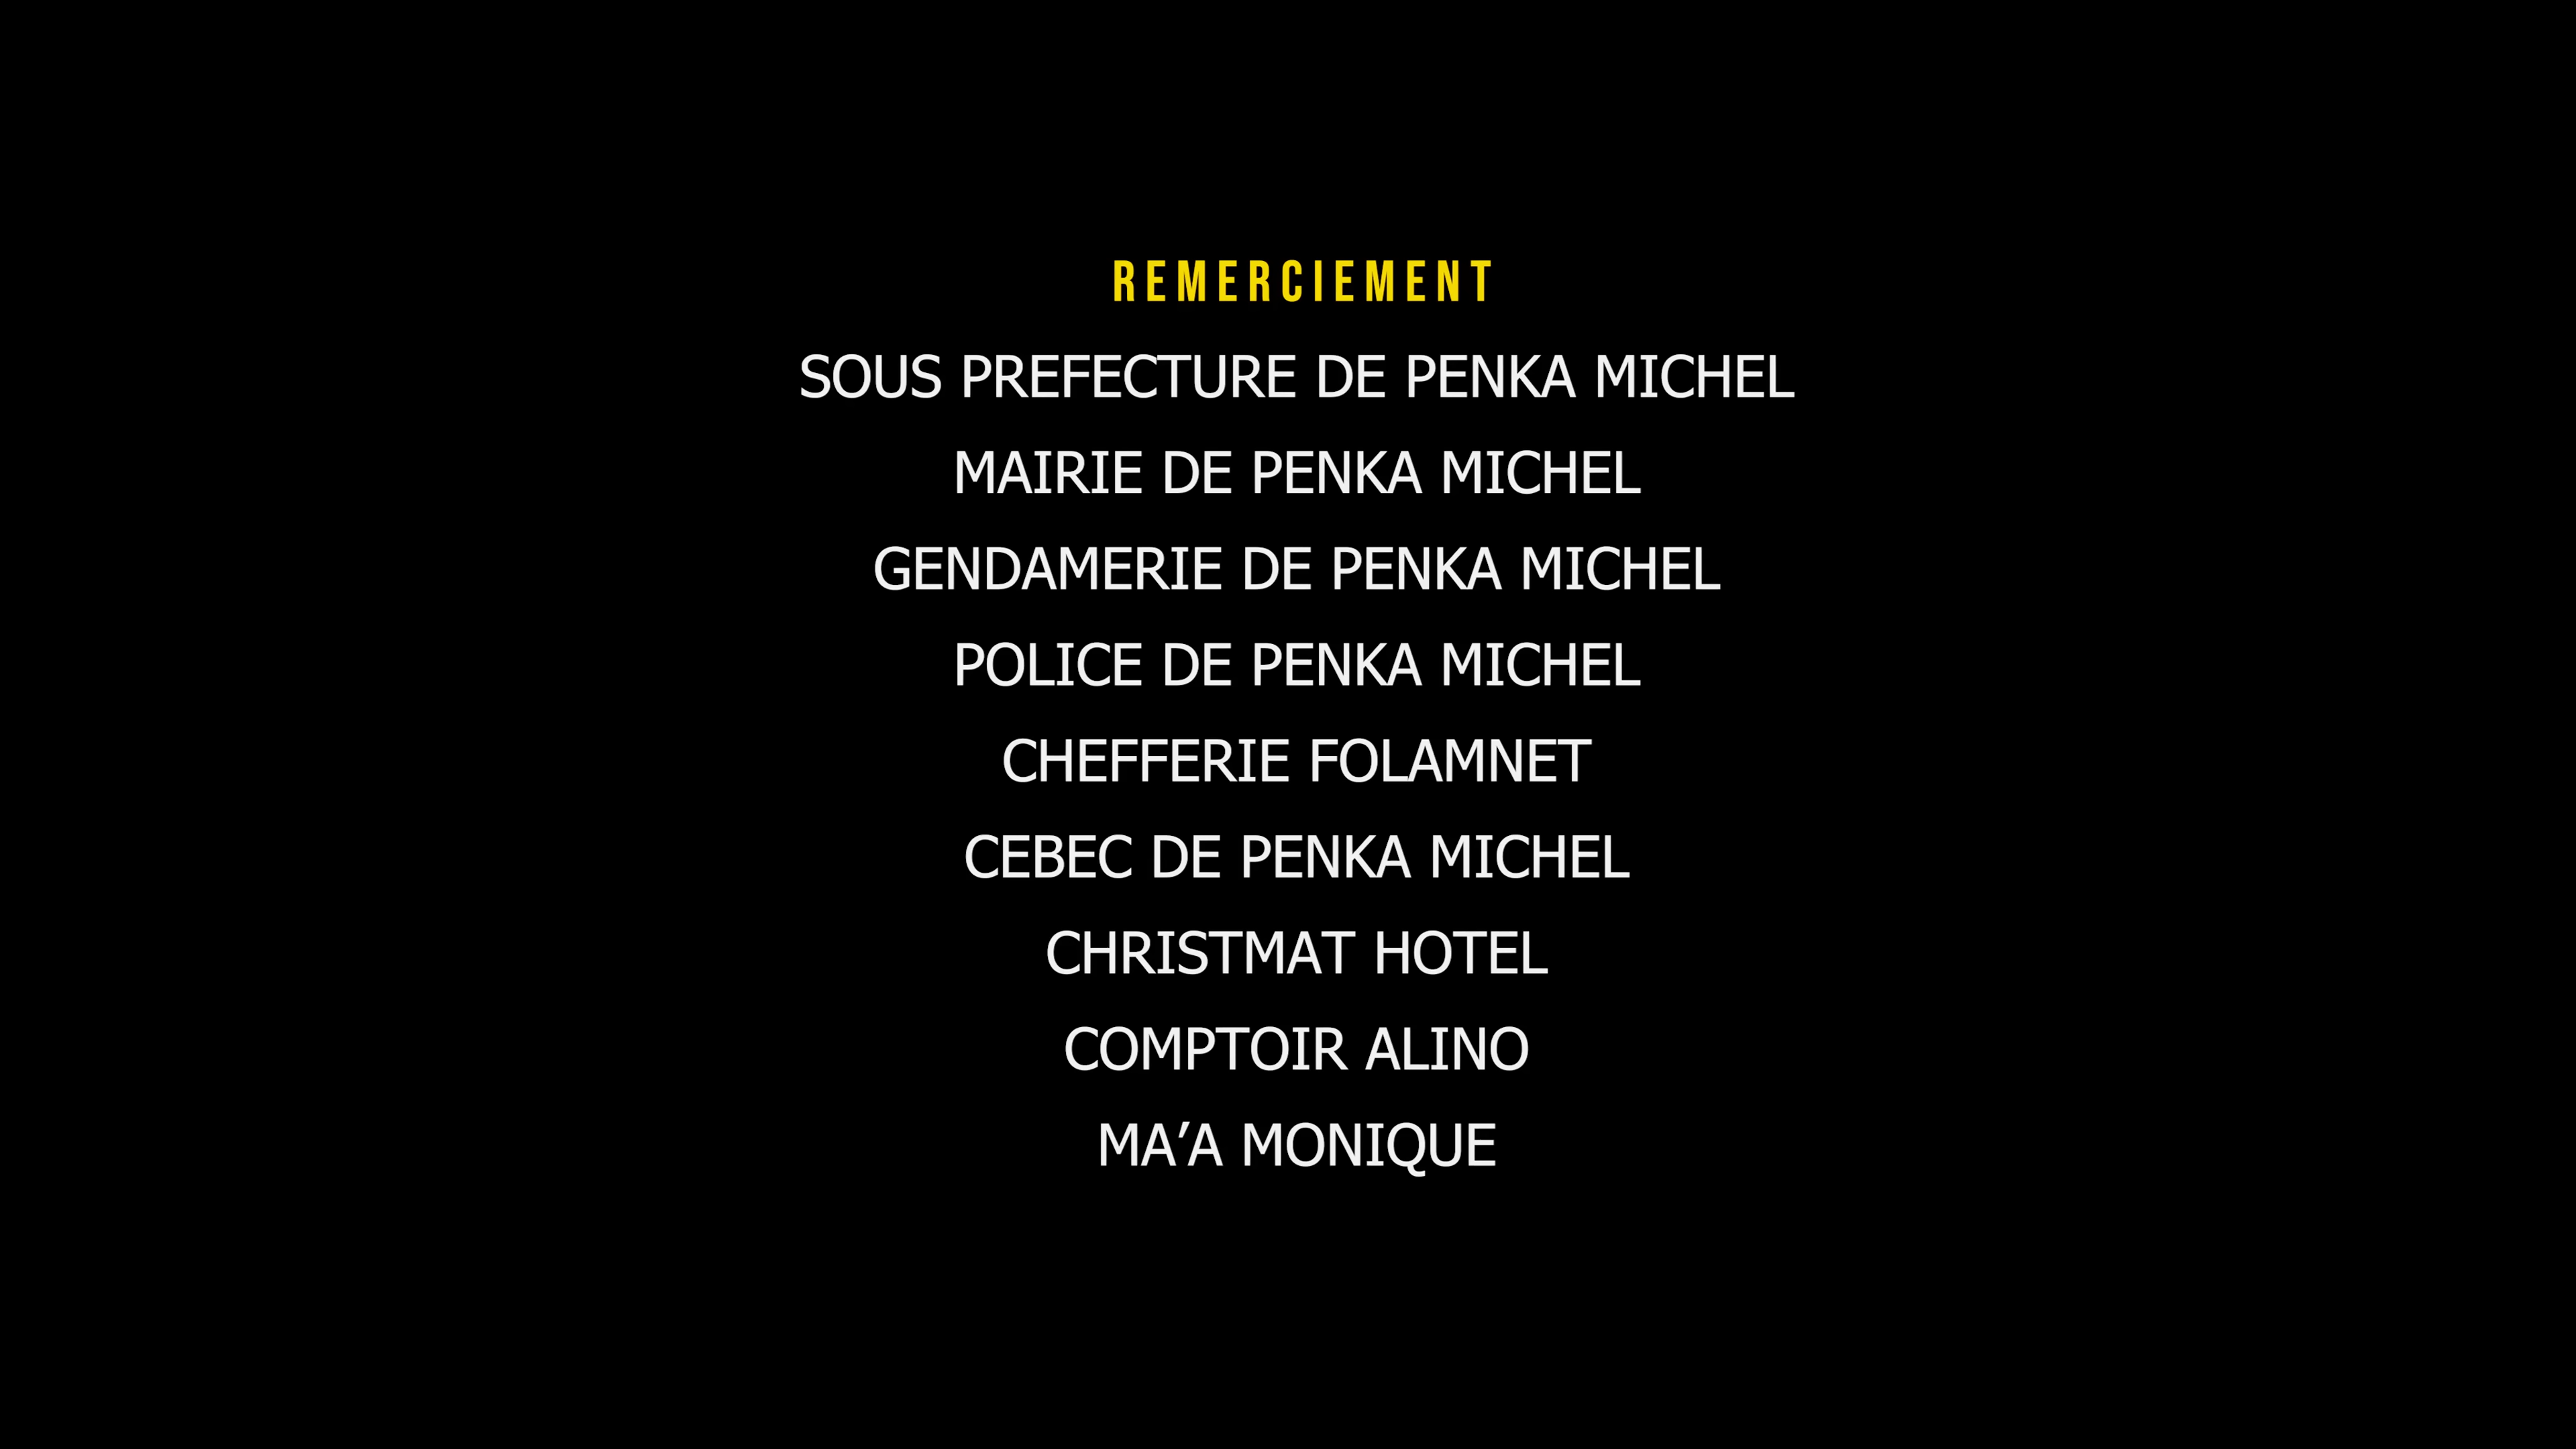 REMERCIEMENT
SOUS PREFECTURE DE PENKA MICHEL
MAIRIE DE PENKA MICHEL
GENDAMERIE DE PENKA MICHEL
POLICE DE PENKA MICHEL
CHEFFERIE FOLAMNET
CEBEC DE PENKA MICHEL
CHRISTMAT HOTEL
COMPTOIR ALINO
MA’A MONIQUE